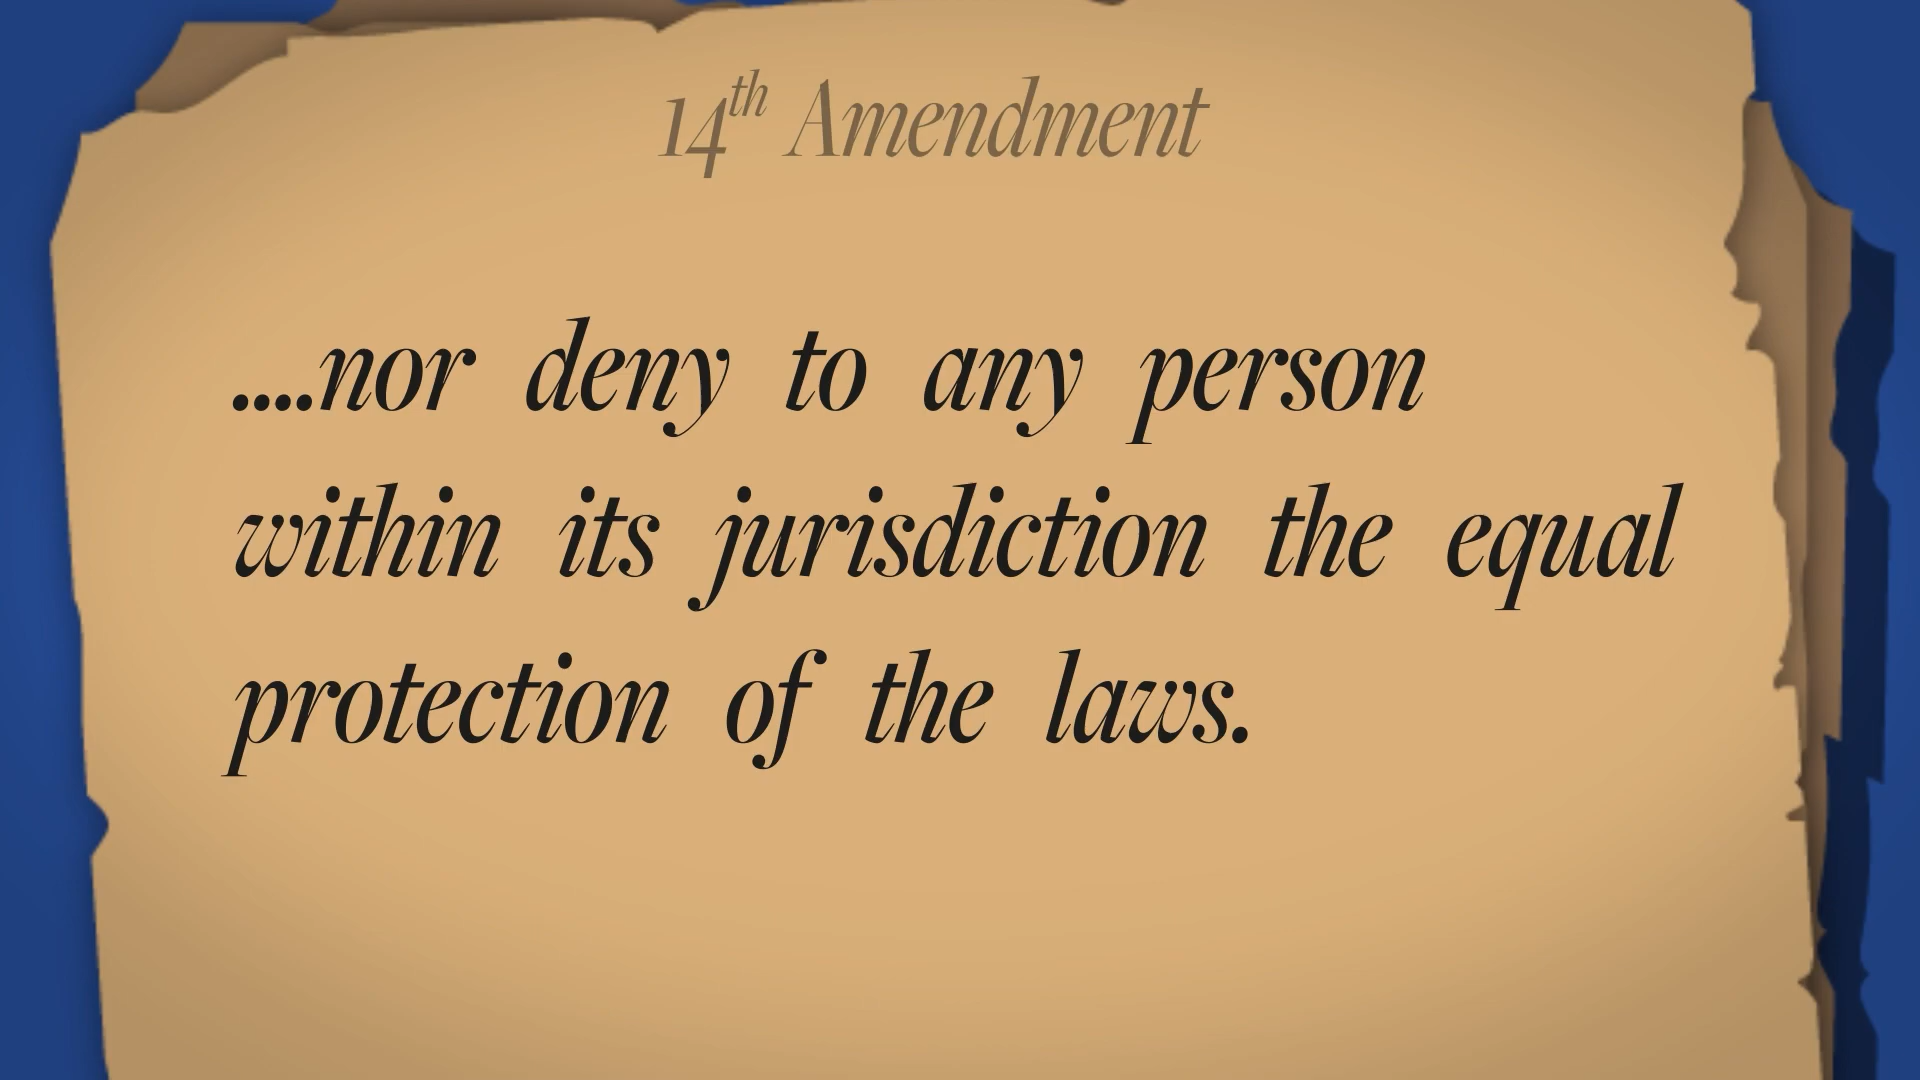 14th Amendment
....nor deny to any person
within its jurisdiction the equal
protection of the laws.